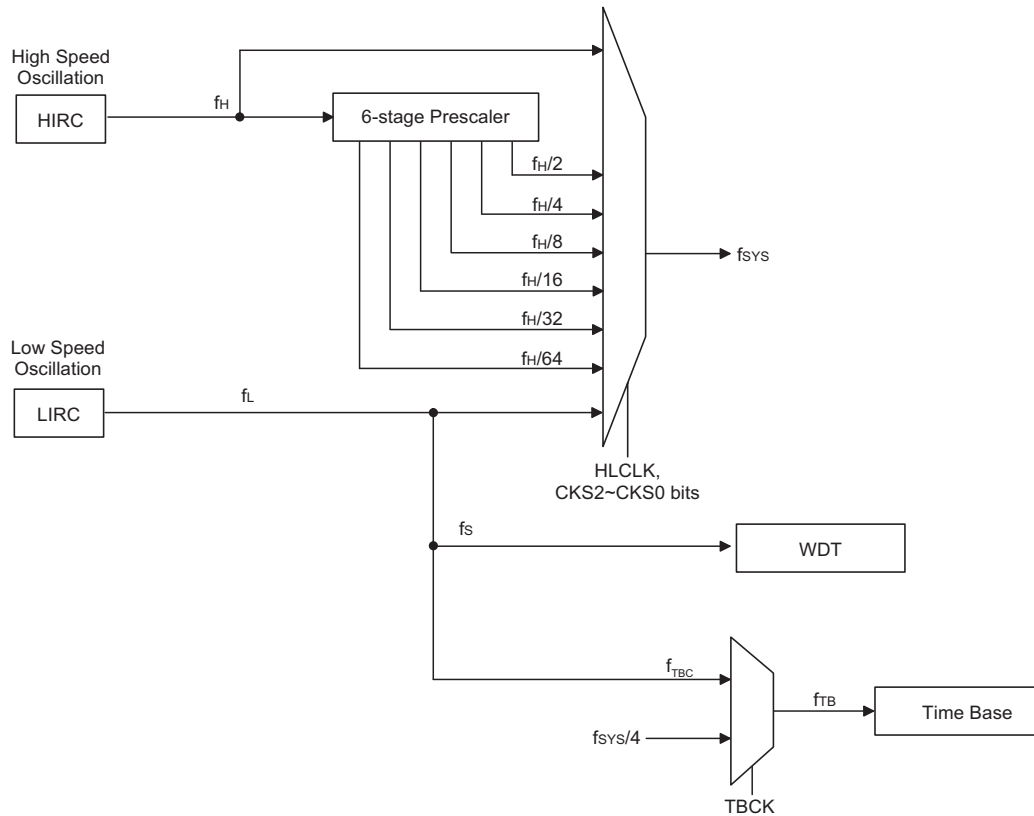 High Speed
Oscillation
HIRC
fH
6-stage Prescaler
fH/2
fH/4
fH/8
fH/16
fH/32
fH/64
fSYS
Low Speed
Oscillation
LIRC
fL
HLCLK,
CKS2~CKS0 bits
fS
WDT
fTBC
fSYS/4
fTB
Time Base
TBCK